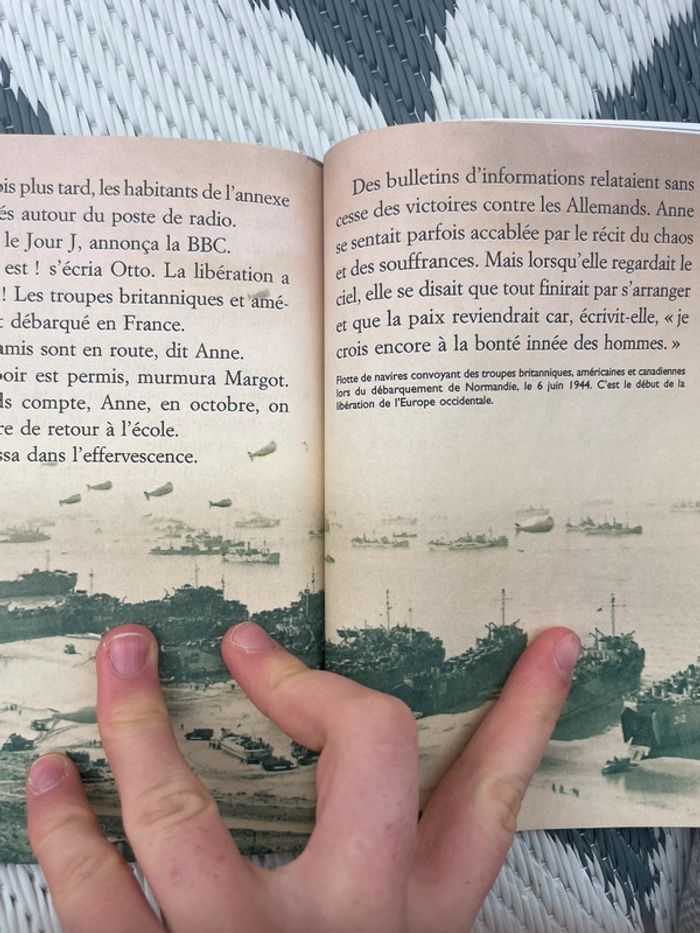 plus tard, les habitants de l'annexe
autour du poste de radio.
le Jour J, annonça la BBC.
est ! s'écria Otto. La libération a
! Les troupes britanniques et amé-
débarqué en France.
amis sont en route, dit Anne.
est permis, murmura Margot.
compte, Anne, en octobre, on
de retour à l'école.
dans l'effervescence.
Des bulletins d'informations relataient sans
cesse des victoires contre les Allemands. Anne
se sentait parfois accablée par le récit du chaos
et des souffrances. Mais lorsqu'elle regardait le
ciel, elle se disait que tout finirait par s'arranger
et que la paix reviendrait car, écrivit-elle, « je
crois encore à la bonté innée des hommes. »
Flotte de navires convoyant des troupes britanniques, américaines et canadiennes
lors du débarquement de Normandie, le 6 juin 1944. C'est le début de la
libération de l'Europe occidentale.